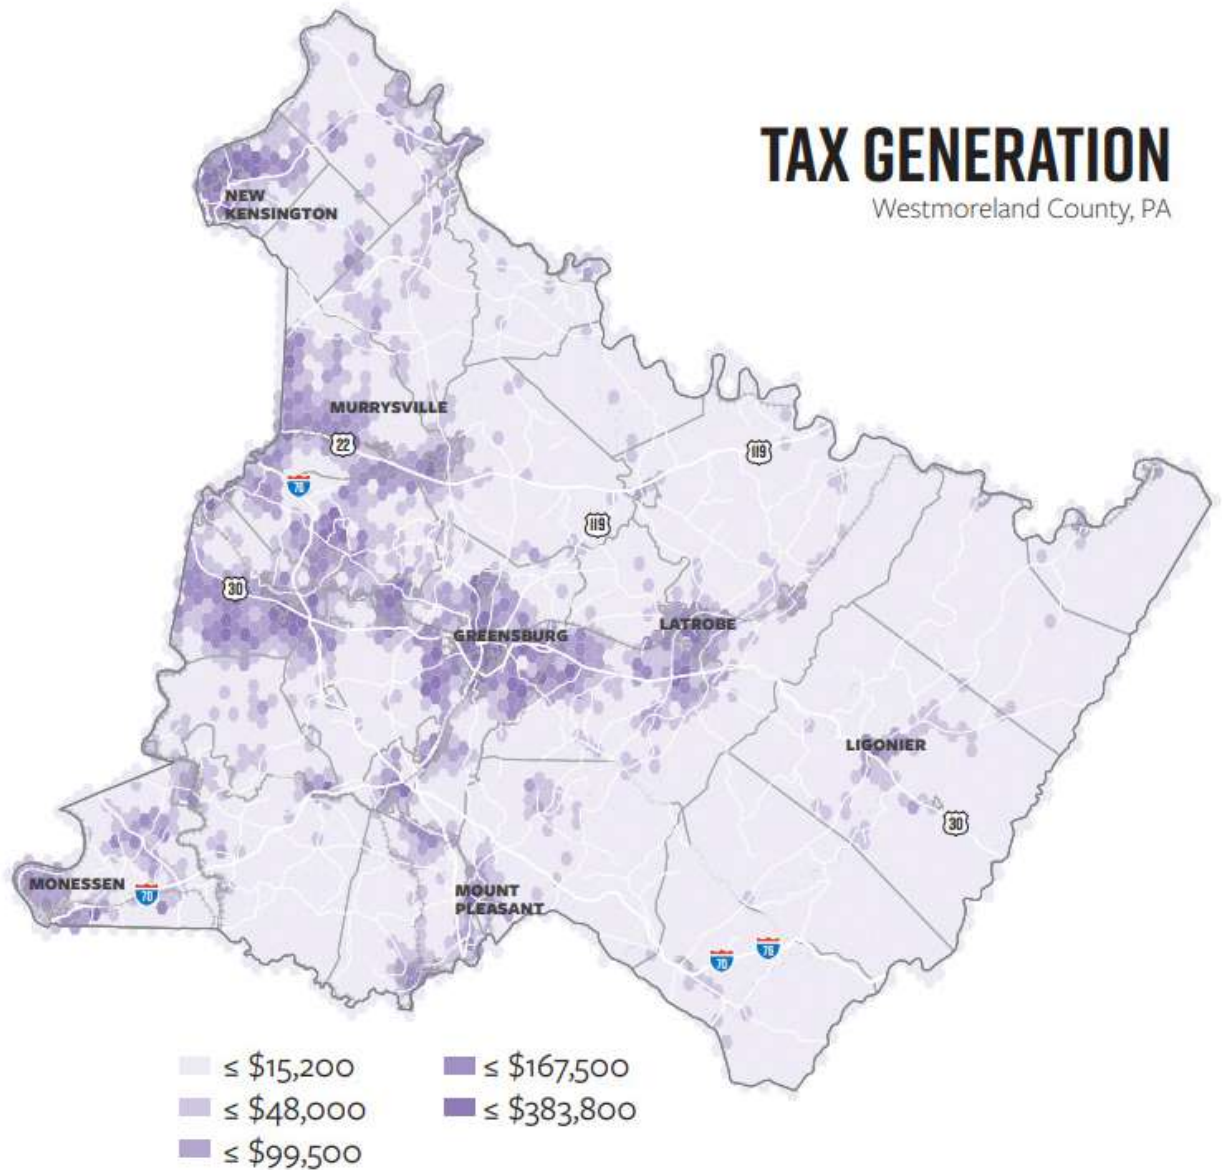 TAX GENERATION
Westmoreland County, PA
NEW
KENSINGTON
MURRYSVILLE
22
119
76
119
30
GREENSBURG
LATROBE
LIGONIER
30
MONESSEN
70
MOUNT
PLEASANT
70
76
≤ $15,200
≤ $48,000
≤ $99,500
≤ $167,500
≤ $383,800